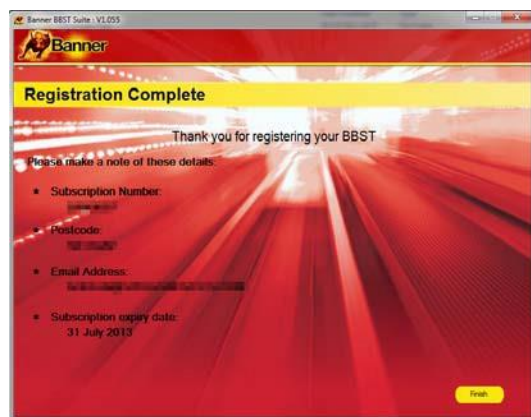 Banner BBST Suite : V1.055
Banner
Registration Complete
Thank you for registering your BBST
Please make a note of these details:
* Subscription Number:
* Postcode:
* Email Address:
* Subscription expiry date:
31 July 2013
Finish